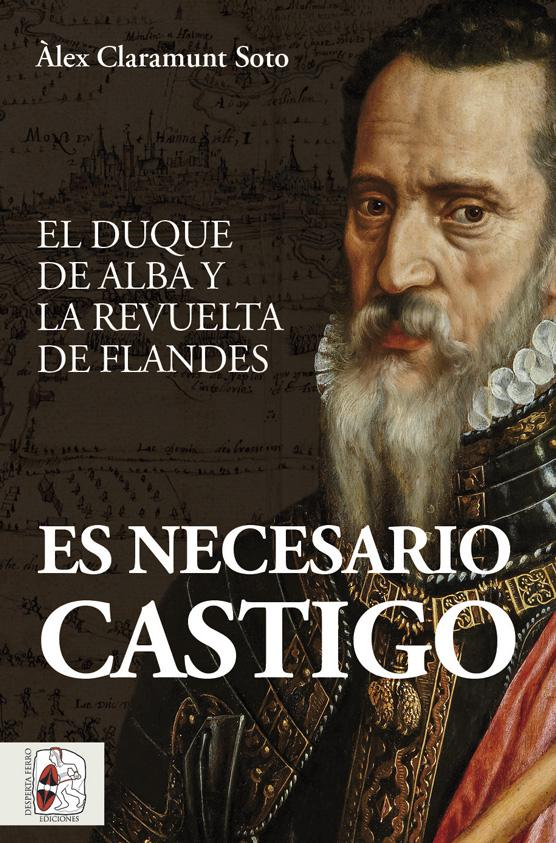 Àlex Claramunt Soto
EL DUQUE
DE ALBA Y
LA REVUELTA
DE FLANDES
ES NECESARIO
CASTIGO
DESPERTA FERRO
EDICIONES